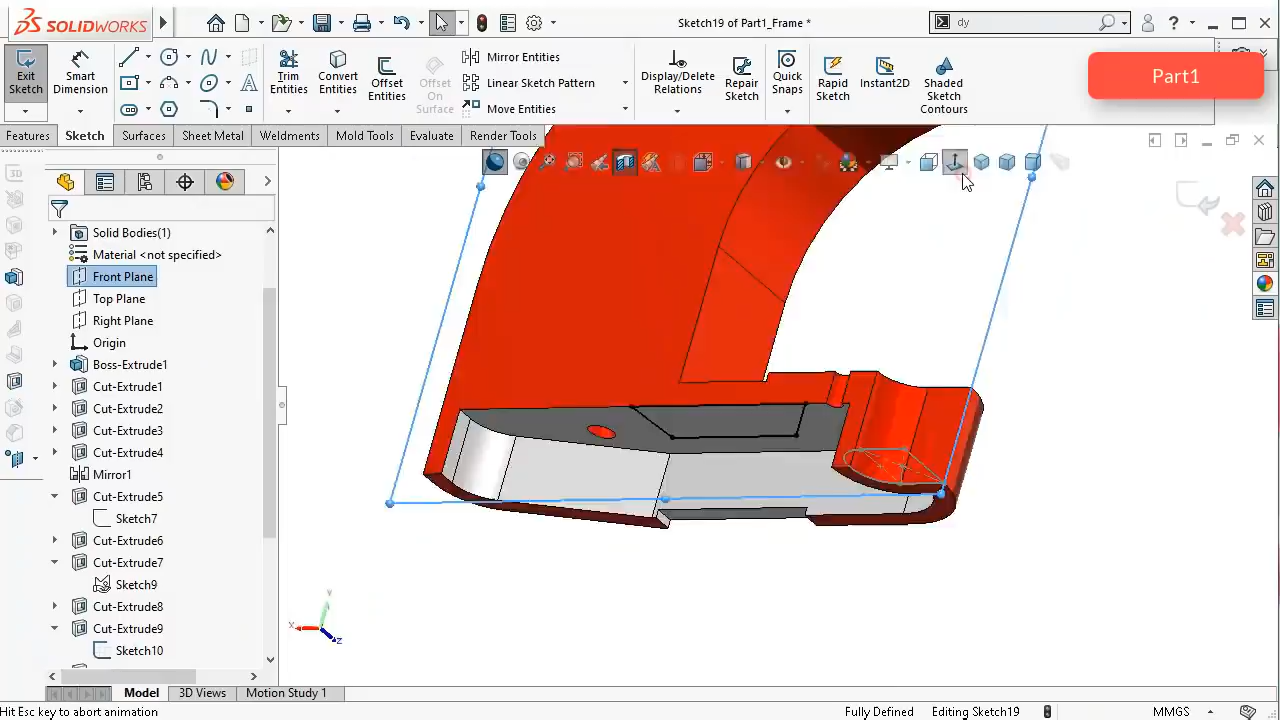 SOLIDWORKS
Sketch19 of Part1_Frame *
dy
Exit Sketch
Smart Dimension
Trim Entities
Convert Entities
Offset Entities
Offset On Surface
Mirror Entities
Linear Sketch Pattern
Move Entities
Display/Delete Relations
Repair Sketch
Quick Snaps
Rapid Sketch
Instant2D
Shaded Sketch Contours
Part1
Features
Sketch
Surfaces
Sheet Metal
Weldments
Mold Tools
Evaluate
Render Tools
Solid Bodies(1)
Material <not specified>
Front Plane
Top Plane
Right Plane
Origin
Boss-Extrude1
Cut-Extrude1
Cut-Extrude2
Cut-Extrude3
Cut-Extrude4
Mirror1
Cut-Extrude5
Sketch7
Cut-Extrude6
Cut-Extrude7
Sketch9
Cut-Extrude8
Cut-Extrude9
Sketch10
Y
X
Z
Model
3D Views
Motion Study 1
Hit Esc key to abort animation
Fully Defined
Editing Sketch19
MMGS